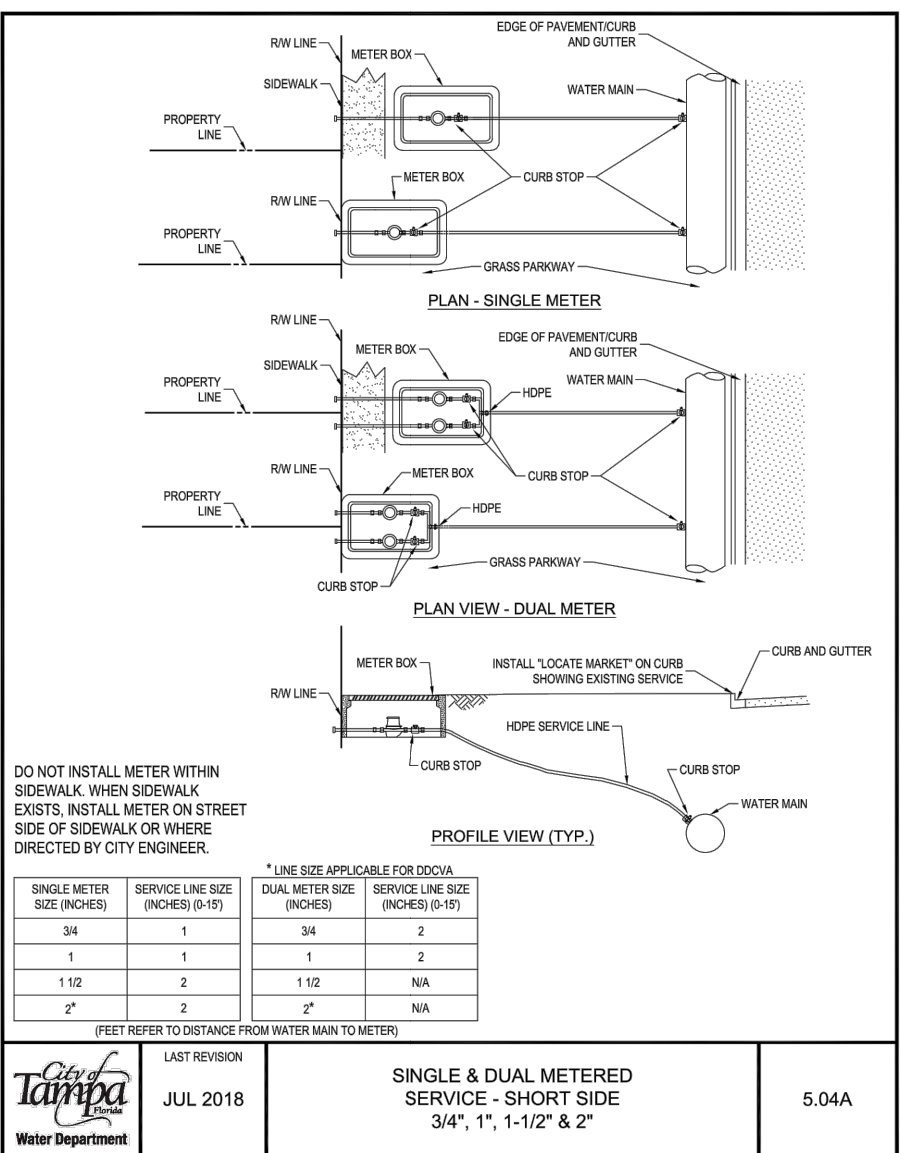 EDGE OF PAVEMENT/CURB
AND GUTTER
R/W LINE
METER BOX
SIDEWALK
WATER MAIN
PROPERTY
LINE
METER BOX
CURB STOP
R/W LINE
PROPERTY
LINE
GRASS PARKWAY
PLAN - SINGLE METER
R/W LINE
EDGE OF PAVEMENT/CURB
AND GUTTER
METER BOX
SIDEWALK
WATER MAIN
PROPERTY
LINE
HDPE
R/W LINE
METER BOX
CURB STOP
PROPERTY
LINE
HDPE
GRASS PARKWAY
CURB STOP
PLAN VIEW - DUAL METER
CURB AND GUTTER
METER BOX
INSTALL "LOCATE MARKET" ON CURB
SHOWING EXISTING SERVICE
R/W LINE
HDPE SERVICE LINE
CURB STOP
CURB STOP
WATER MAIN
PROFILE VIEW (TYP.)
DO NOT INSTALL METER WITHIN
SIDEWALK. WHEN SIDEWALK
EXISTS, INSTALL METER ON STREET
SIDE OF SIDEWALK OR WHERE
DIRECTED BY CITY ENGINEER.
* LINE SIZE APPLICABLE FOR DDCVA
SINGLE METER SIZE (INCHES) SERVICE LINE SIZE (INCHES) (0-15') DUAL METER SIZE (INCHES) SERVICE LINE SIZE (INCHES) (0-15')
3/4 1 3/4 2
1 1 1 2
1 1/2 2 1 1/2 N/A
2* 2 2* N/A
(FEET REFER TO DISTANCE FROM WATER MAIN TO METER)
City of
Tampa
Florida
Water Department
LAST REVISION
JUL 2018
SINGLE & DUAL METERED
SERVICE - SHORT SIDE
3/4", 1", 1-1/2" & 2"
5.04A